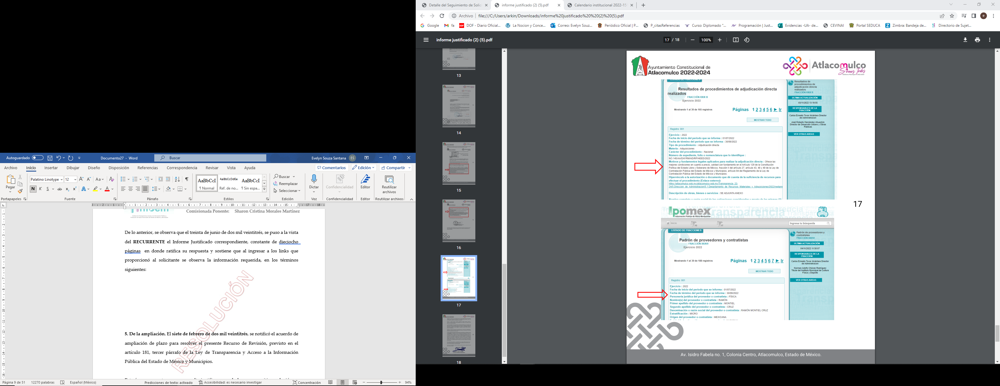 Autoguardado
Documento27 - Word
Buscar
Evelyn Souza Santana
ES
Archivo Inicio Insertar Dibujar Diseño Disposición Referencias Correspondencia Revisar Vista Ayuda
Comentarios Edición Compartir
Pegar
Palatino Linotype 12
N K S ab x₂ x²
AaBbCcI AaBbCcDdEe AaBbCcI
¶ Normal Ref. de no... ¶ Sin espa...
Buscar
Reemplazar
Seleccionar
Dictar
Confidencialidad
Editor
Reutilizar archivos
Portapapeles Fuente Párrafo Estilos Edición Voz Confidencialidad Editor Reutilizar archivos
Comisionada Ponente: Sharon Cristina Morales Martínez
De lo anterior, se observa que el treinta de junio de dos mil veintitrés, se puso a la vista
del RECURRENTE el Informe Justificado correspondiente, constante de dieciocho
páginas en donde ratifica su respuesta y sostiene que al ingresar a los links que
proporcionó al solicitante se observa la información requerida, en los términos
siguientes:
RESOLUCIÓN
5. De la ampliación. El siete de febrero de dos mil veintitrés, se notificó el acuerdo de
ampliación de plazo para resolver el presente Recurso de Revisión, previsto en el
artículo 181, tercer párrafo de la Ley de Transparencia y Acceso a la Información
Pública del Estado de México y Municipios.
Página 9 de 51 12270 palabras Español (México) Predicciones de texto: activado Accesibilidad: es necesario investigar Concentración 94%
Detalle del Seguimiento de Solic
informe justificado (2) (5).pdf
Calendario institucional 2022-15
Archivo file:///C:/Users/arkin/Downloads/informe%20justificado%20%20(2)%20(5).pdf
Google fa DOF - Diario Oficial... La Nocion y Conce... Correo: Evelyn Souz... Periódico Oficial | P... P_citasReferencias Curso: Diplomado "... Programación | Just... Evidencias -UA- de... CEVINAI Portal SEDUCA Zimbra: Bandeja de... Directorio de Sujet...
informe justificado (2) (5).pdf
17 / 18
100%
13
14
15
16
17
18
Ayuntamiento Constitucional de
Atlacomulco 2022-2024
Atlacomulco
Somos Todos
LISTADO DE FRACCIONES
Resultados de procedimientos de adjudicación directa
realizados
FRACCIÓN XXIX B
Ejercicio 2022
Mostrando 1 al 30 de 165 registros
Páginas 1 2 3 4 5 6 ► Ir
MOSTRAR TODO
Registro: 001
Ejercicio : 2022
Fecha de inicio del periodo que se informa : 01/07/2022
Fecha de término del periodo que se informa : 30/09/2022
Tipo de procedimiento : Adjudicación directa
Materia : Adquisiciones
Carácter del procedimiento : Nacional
Número de expediente, folio o nomenclatura que lo identifique :
NO.145/AA/DAYRM/AD/RP/HEED/2022
Motivos y fundamentos legales aplicados para realizar la adjudicación directa : Ofrece las
mejores condiciones en cuanto a precio, calidad con fundamento en el Artículo 129 de la Constitución
Política del Estado Libre y Soberano de México, fracción II del artículo 27, artículo 43, 48 y 49 de la Ley de
Contratación Pública del Estado de México y Municipios, artículo 94 del Reglamento de la Ley de
Contratación Pública del Estado de México y Municipios.
Hipervínculo a la autorización o documento que dé cuenta de la suficiencia de recursos para
efectuar el procedimiento (Enlace externo):
https://atlacomulco.gob.mx/atlacomulco.gob.mx/Transparencia_22-
24/5.Direccion_de_Administracion/5.1.Departamento_de_Recursos_Materiales_y_Adquisiciones/2022/reglam
Descripción de obras, bienes o servicios : SE ADJUNTA ANEXO
Resultados de
procedimientos de
adjudicación directa
realizados
FRACCIÓN XXIX B
ULTIMA ACTUALIZACIÓN
03/11/2022 13:19:55
RESPONSABLES DE LA
FRACCIÓN
Carlos Ernesto Tovar Alcántara Director
de Administracion
José Roberto Hernández Ahuactzin
Director de Desarrollo Urbano y Obras
Públicas
VER OTRAS AREAS
17
Ipomex
Información Pública de Oficio Mexiquense
Inicio
Ingresa tu búsqueda
LISTADO DE FRACCIONES
Padrón de proveedores y contratistas
FRACCIÓN XXXVI
Ejercicio 2022
Mostrando 1 al 30 de 188 registros
Páginas 1 2 3 4 5 6 7 ► Ir
MOSTRAR TODO
Registro: 001
Ejercicio : 2022
Fecha de inicio del periodo que se informa : 01/07/2022
Fecha de término del periodo que se informa : 30/09/2022
Personería jurídica del proveedor o contratista : FÍSICA
Nombre(s) del proveedor o contratista : RAMÓN
Primer apellido del proveedor o contratista : MONTIEL
Segundo apellido del proveedor o contratista : CRUZ
Denominación o razón social del proveedor o contratista : RAMÓN MONTIEL CRUZ
Estratificación : MICRO
Origen del proveedor o contratista : MEXICANA
Padrón de proveedores y
contratistas
FRACCIÓN XXXVI
ULTIMA ACTUALIZACIÓN
04/11/2022 11:50:07
RESPONSABLES DE LA
FRACCIÓN
Carlos Ernesto Tovar Alcántara Director
de Administracion
Norman Adolfo Chávez Rodríguez
Titular del Instituto Municipal de Cultura
Física y Deporte
VER OTRAS AREAS
Av. Isidro Fabela no. 1, Colonia Centro, Atlacomulco, Estado de México.